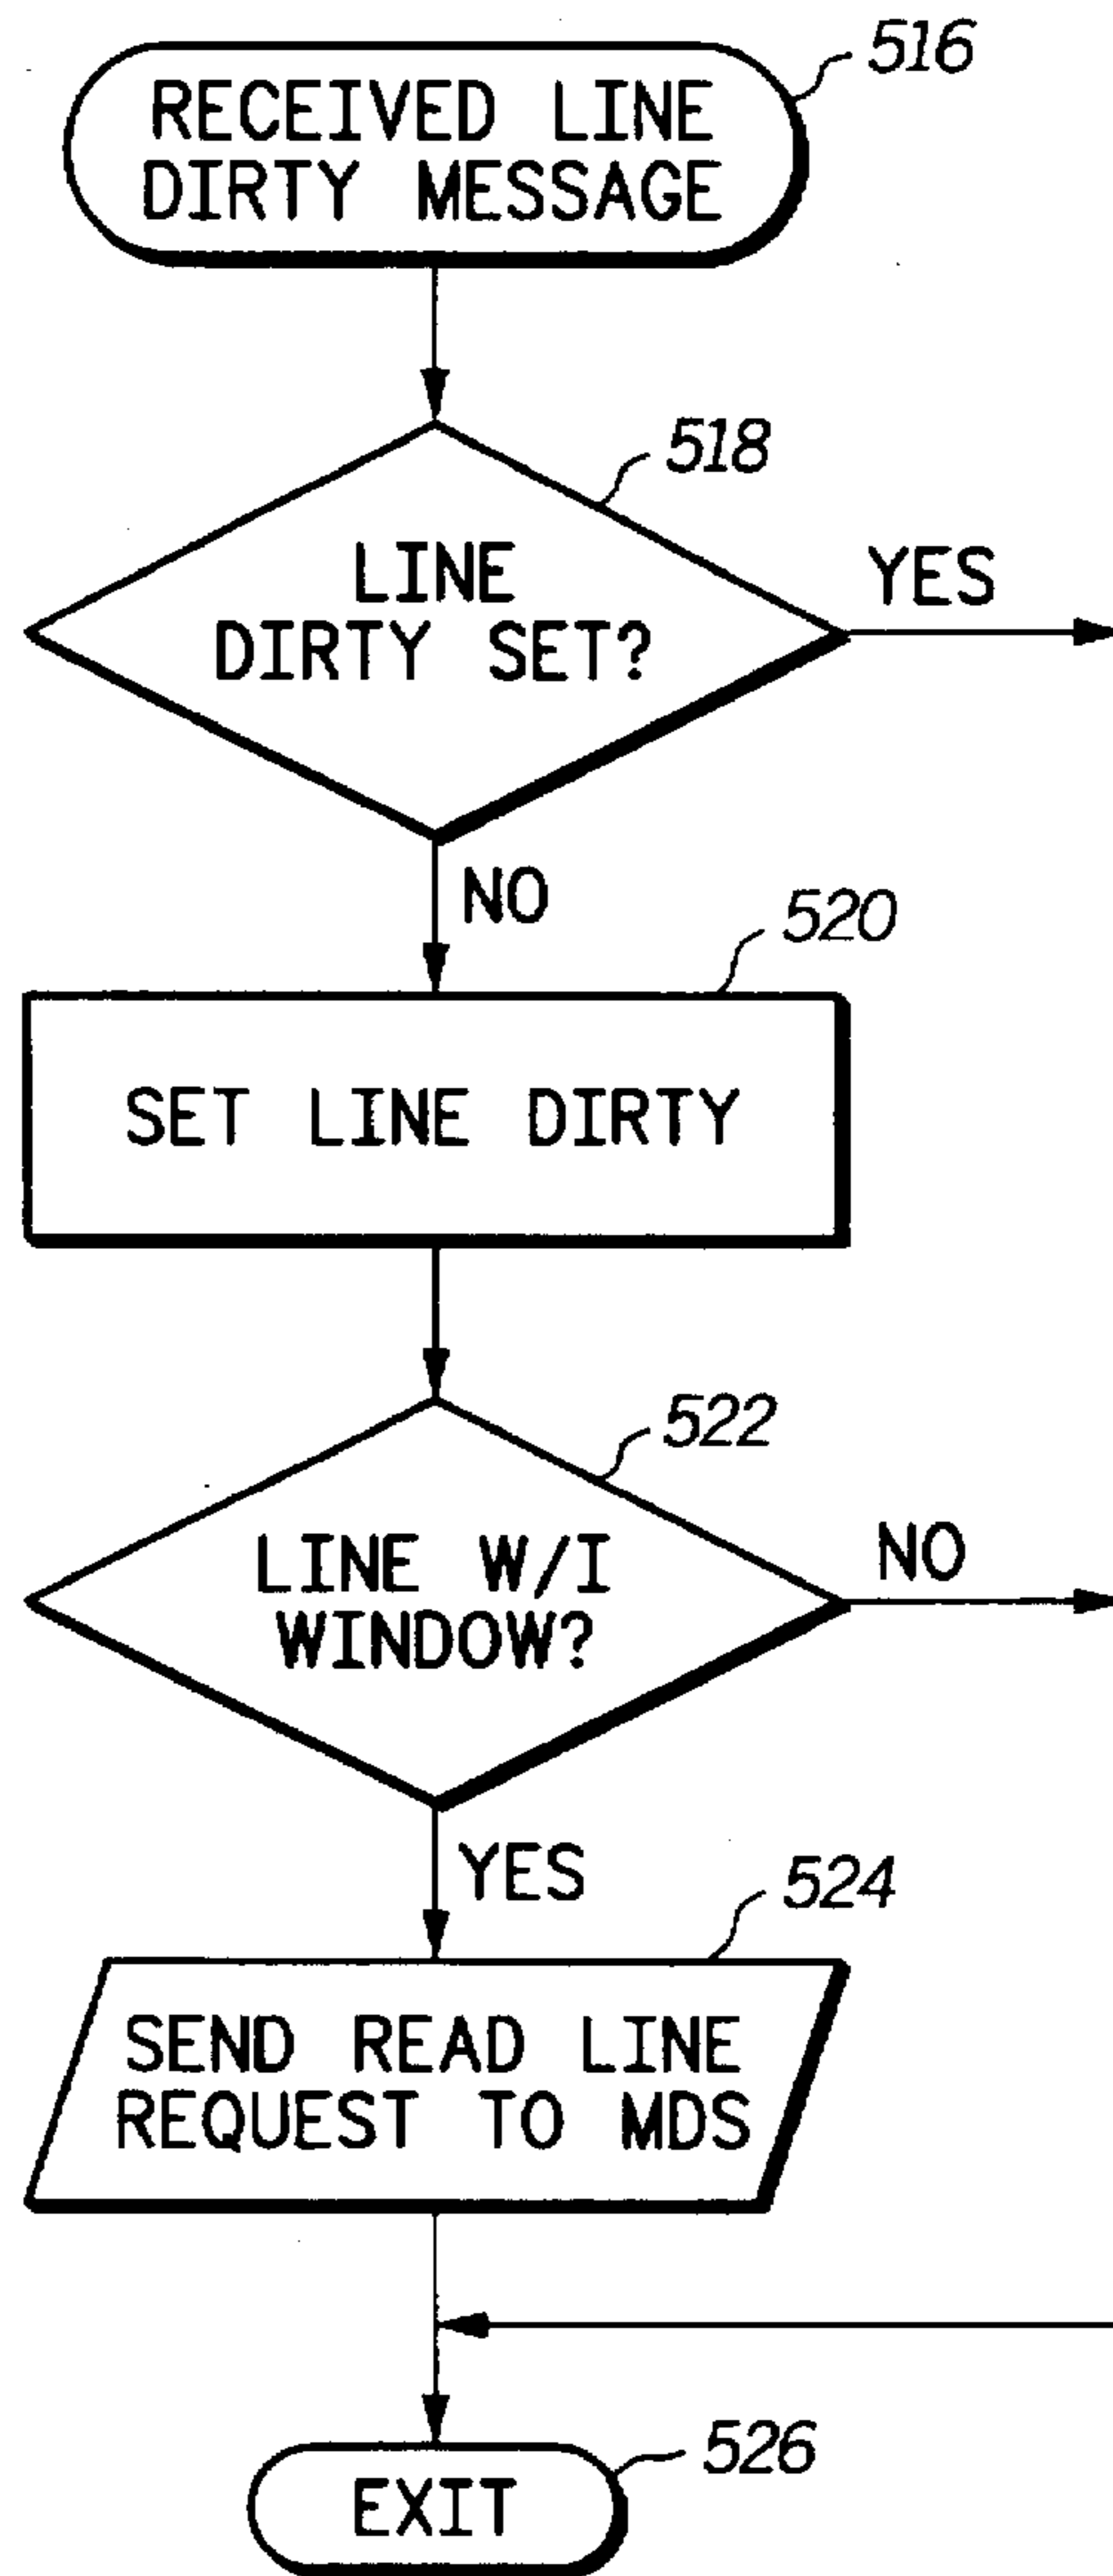 516
RECEIVED LINE
DIRTY MESSAGE
518
LINE
DIRTY SET?
YES
NO
520
SET LINE DIRTY
522
LINE W/I
WINDOW?
NO
YES
524
SEND READ LINE
REQUEST TO MDS
526
EXIT